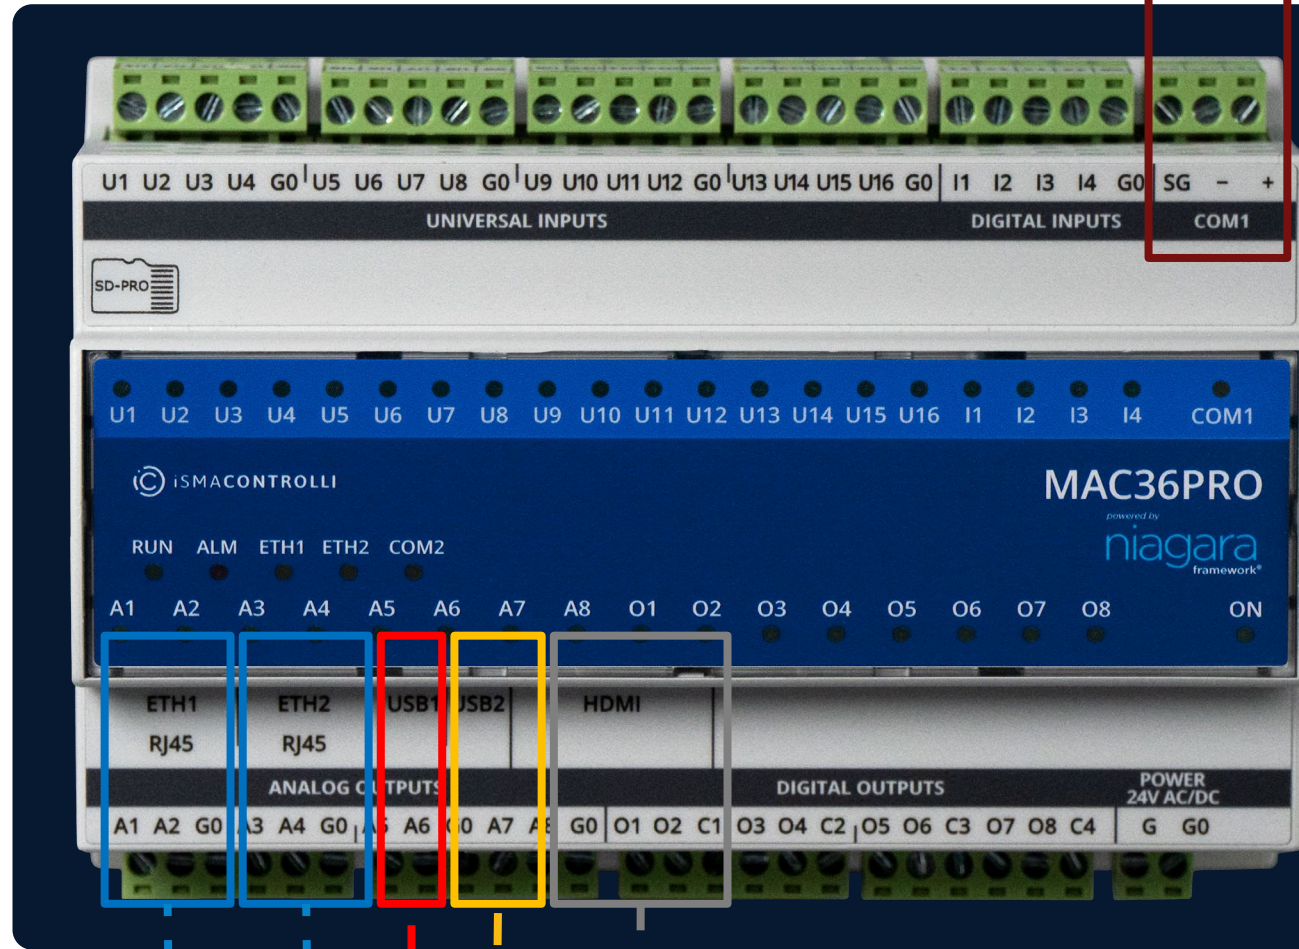 U1 U2 U3 U4 G0 U5 U6 U7 U8 G0 U9 U10 U11 U12 G0 U13 U14 U15 U16 G0 I1 I2 I3 I4 G0 SG - +
UNIVERSAL INPUTS DIGITAL INPUTS COM1
SD-PRO
U1 U2 U3 U4 U5 U6 U7 U8 U9 U10 U11 U12 U13 U14 U15 U16 I1 I2 I3 I4 COM1
iSMACONTROLLI
MAC36PRO
powered by
niagara
framework®
RUN ALM ETH1 ETH2 COM2
A1 A2 A3 A4 A5 A6 A7 A8 O1 O2 O3 O4 O5 O6 O7 O8 ON
ETH1 ETH2 USB1 USB2 HDMI
RJ45 RJ45
ANALOG OUTPUTS DIGITAL OUTPUTS POWER
24V AC/DC
A1 A2 G0 A3 A4 G0 A5 A6 G0 A7 A8 G0 O1 O2 C1 O3 O4 C2 O5 O6 C3 O7 O8 C4 G G0